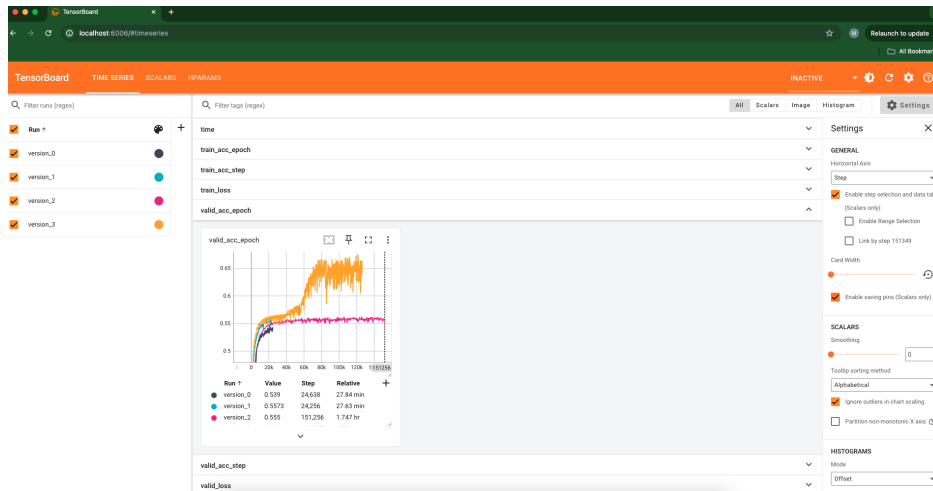 TensorBoard
localhost:6006/#timeseries
M
Relaunch to update
All Bookmar
TensorBoard
TIME SERIES
SCALARS
HPARAMS
INACTIVE
Filter runs (regex)
Filter tags (regex)
All
Scalars
Image
Histogram
Settings
Run ↑
version_0
version_1
version_2
version_3
time
train_acc_epoch
train_acc_step
train_loss
valid_acc_epoch
valid_acc_epoch
0.65
0.6
0.55
0.5
0 20k 40k 60k 80k 100k 120k 151256
Run ↑ Value Step Relative
version_0 0.539 24,638 27.84 min
version_1 0.5573 24,256 27.63 min
version_2 0.555 151,256 1.747 hr
valid_acc_step
valid_loss
Settings
GENERAL
Horizontal Axis
Step
Enable step selection and data tal
(Scalars only)
Enable Range Selection
Link by step 151349
Card Width
Enable saving pins (Scalars only)
SCALARS
Smoothing
0
Tooltip sorting method
Alphabetical
Ignore outliers in chart scaling
Partition non-monotonic X axis
HISTOGRAMS
Mode
Offset